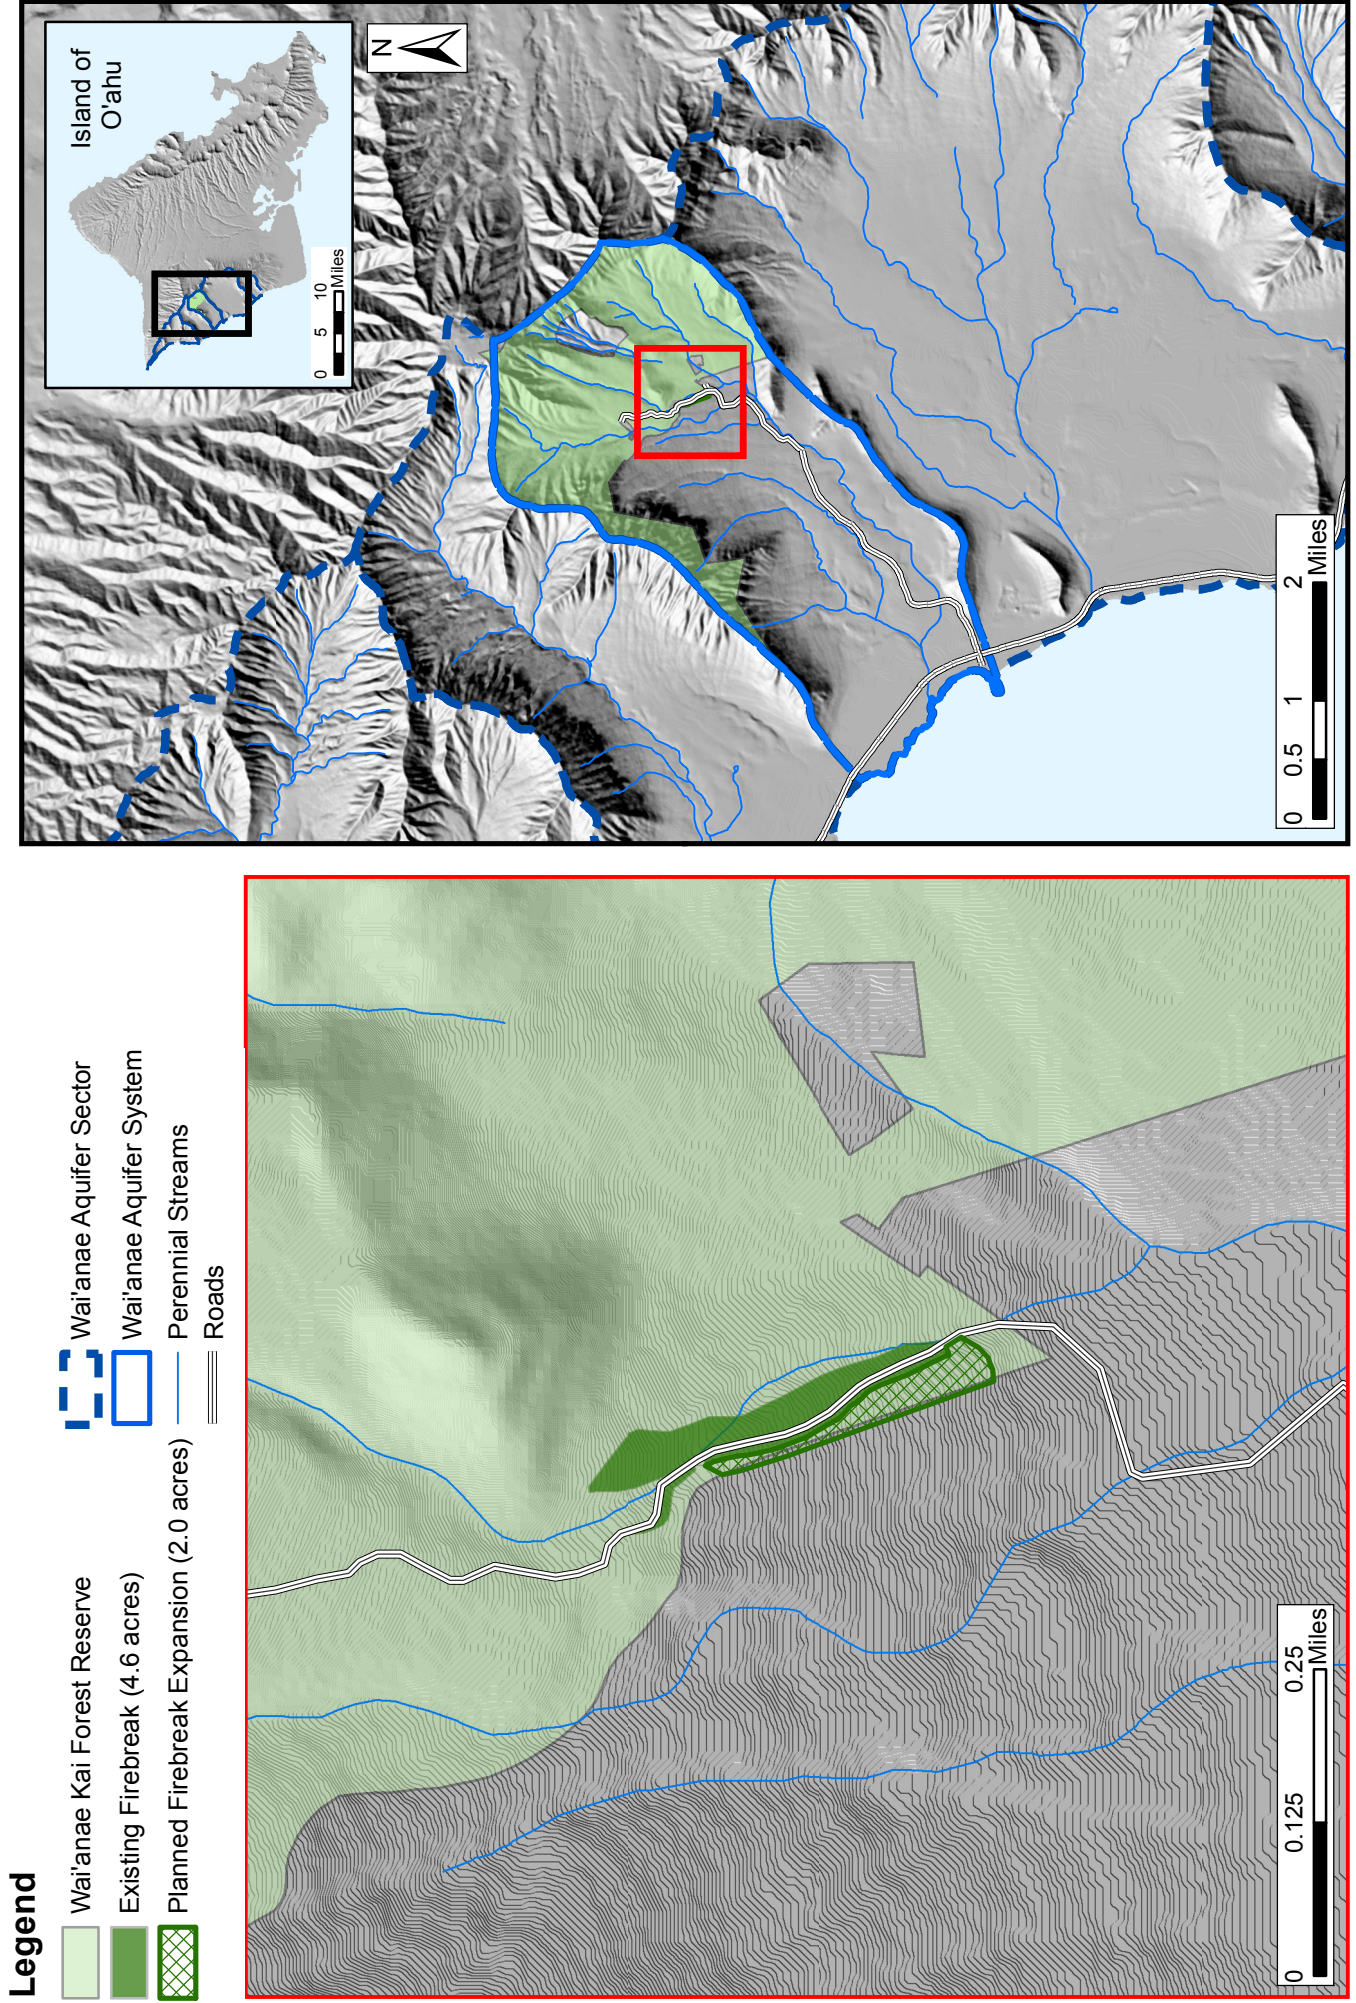 Legend
Wai'anae Kai Forest Reserve
Existing Firebreak (4.6 acres)
Planned Firebreak Expansion (2.0 acres)
Wai'anae Aquifer Sector
Wai'anae Aquifer System
Perennial Streams
Roads
0 0.125 0.25
Miles
Island of
O'ahu
0 5 10
Miles
N
0 0.5 1 2
Miles